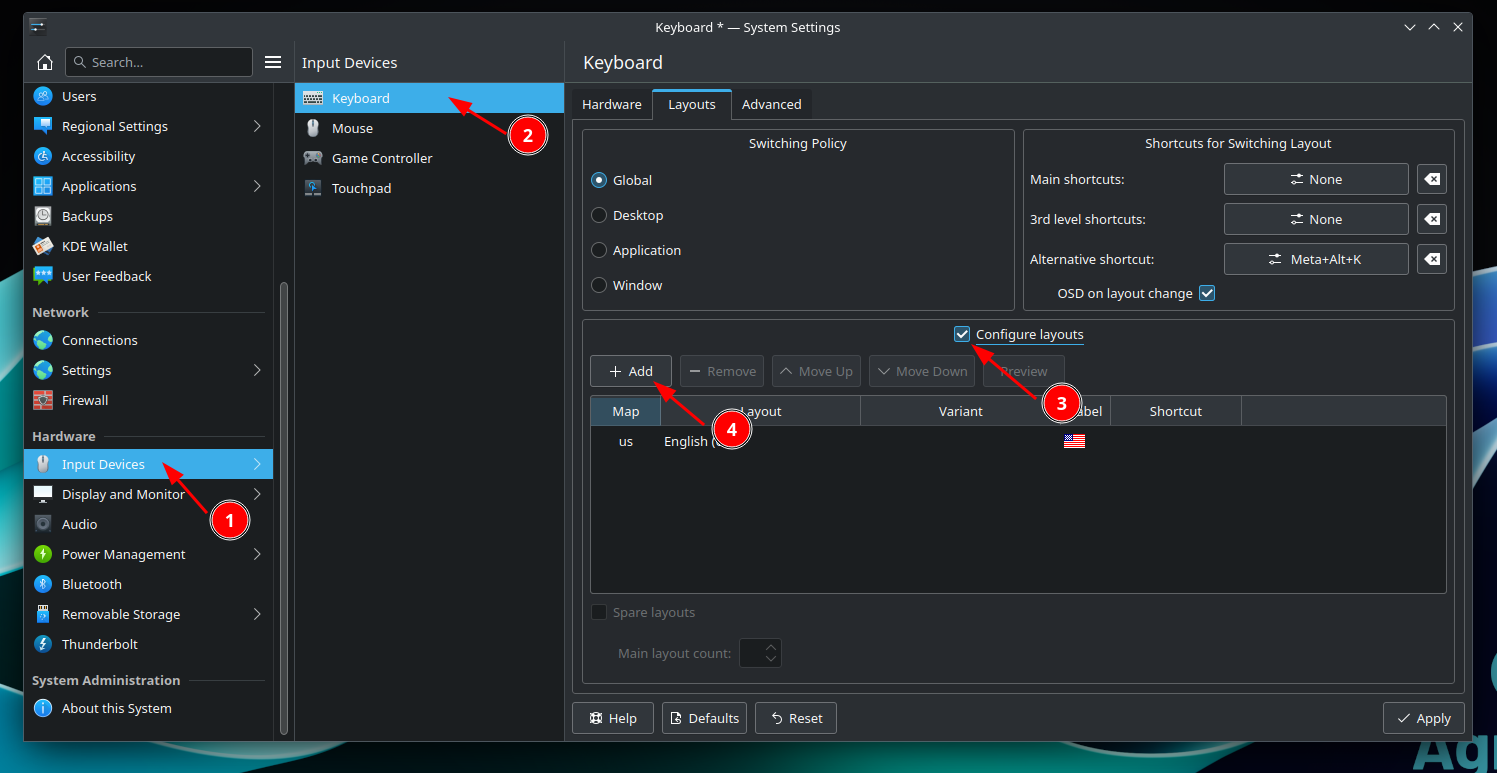 Keyboard * — System Settings
Search...
Users
Regional Settings
Accessibility
Applications
Backups
KDE Wallet
User Feedback
Network
Connections
Settings
Firewall
Hardware
Input Devices
Display and Monitor
1
Audio
Power Management
Bluetooth
Removable Storage
Thunderbolt
System Administration
About this System
Input Devices
Keyboard
2
Mouse
Game Controller
Touchpad
Keyboard
Hardware Layouts Advanced
Switching Policy
Global
Desktop
Application
Window
Shortcuts for Switching Layout
Main shortcuts: None
3rd level shortcuts: None
Alternative shortcut: Meta+Alt+K
OSD on layout change
Configure layouts
Add Remove Move Up Move Down Preview
3
4
Map Layout Variant Shortcut
us English
Spare layouts
Main layout count:
Help Defaults Reset Apply